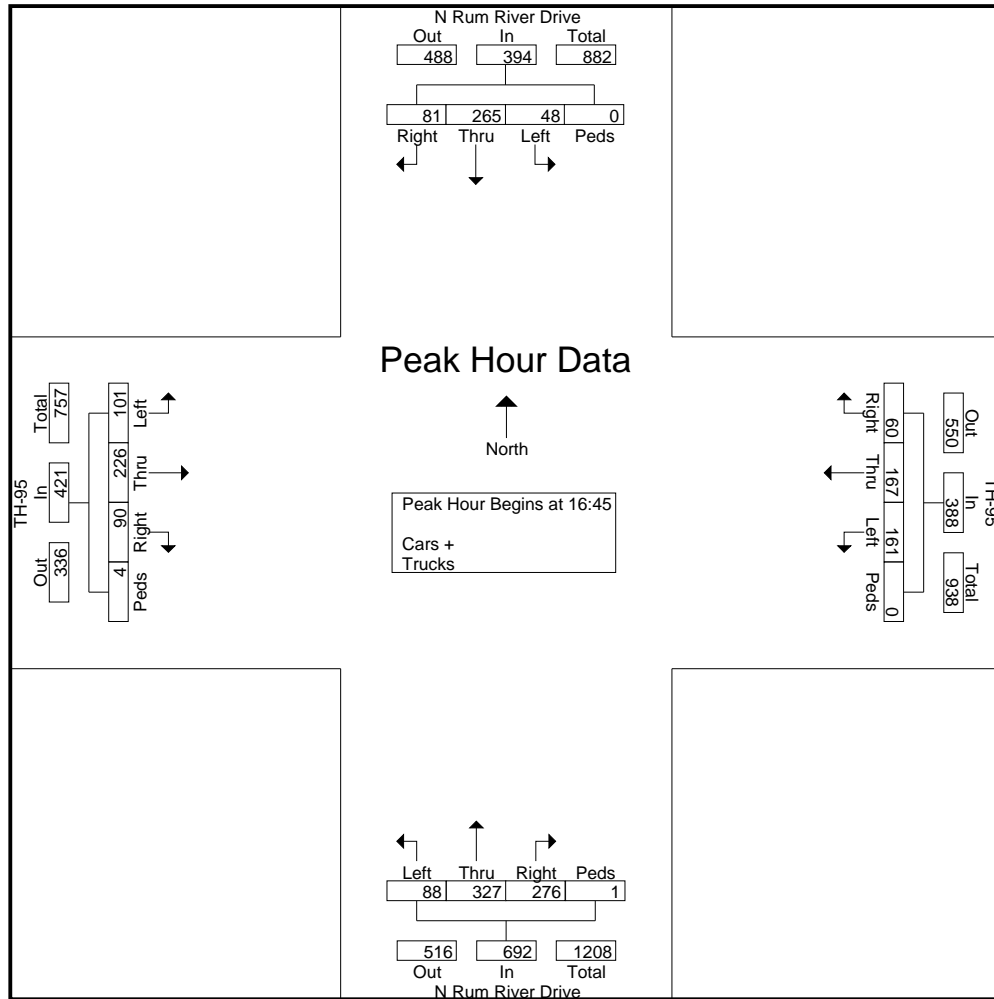 N Rum River Drive
Out In Total
488 394 882
81 265 48 0
Right Thru Left Peds
Peak Hour Data
North
Peak Hour Begins at 16:45
Cars +
Trucks
TH-95
Total In Out
757 421 336
101 226 90 4
Left Thru Right Peds
Right Thru Left Peds
60 167 161 0
550 388 938
Out In Total
TH-95
Left Thru Right Peds
88 327 276 1
516 692 1208
Out In Total
N Rum River Drive